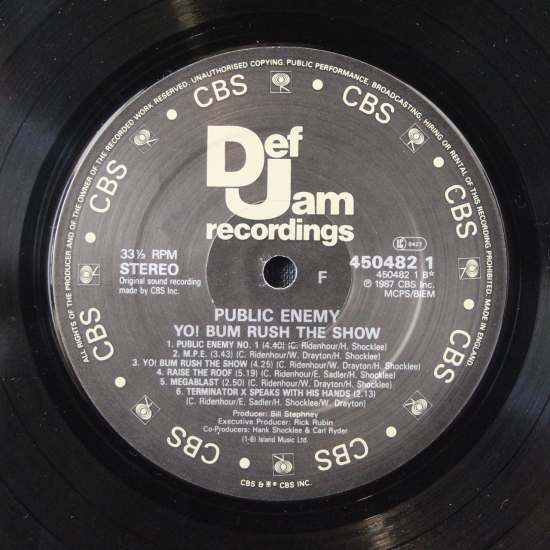 ALL RIGHTS OF THE PRODUCER AND OF THE OWNER OF THE RECORDED WORK RESERVED. UNAUTHORISED COPYING, PUBLIC PERFORMANCE, BROADCASTING, HIRING OR RENTAL OF THIS RECORDING PROHIBITED. MADE IN ENGLAND.
CBS
CBS
CBS
CBS
CBS
CBS
CBS
CBS
Def
Jam
recordings
33⅓ RPM
STEREO
Original sound recording
made by CBS Inc.
F
LC 8427
450482 1
450482 1 B*
℗ 1987 CBS Inc.
MCPS/BIEM
PUBLIC ENEMY
YO! BUM RUSH THE SHOW
1. PUBLIC ENEMY NO. 1 (4.40) (C. Ridenhour/H. Shocklee)
2. M.P.E. (3.43) (C. Ridenhour/W. Drayton/H. Shocklee)
3. YO! BUM RUSH THE SHOW (4.25) (C. Ridenhour/W. Drayton/H. Shocklee)
4. RAISE THE ROOF (5.19) (C. Ridenhour/E. Sadler/H. Shocklee)
5. MEGABLAST (2.50) (C. Ridenhour/W. Drayton/H. Shocklee)
6. TERMINATOR X SPEAKS WITH HIS HANDS (2.13)
(C. Ridenhour/E. Sadler/H. Shocklee/W. Drayton)
Producer: Bill Stephney
Executive Producer: Rick Rubin
Co-Producers: Hank Shocklee & Carl Ryder
(1-6) Island Music Ltd.
CBS & ® CBS INC.